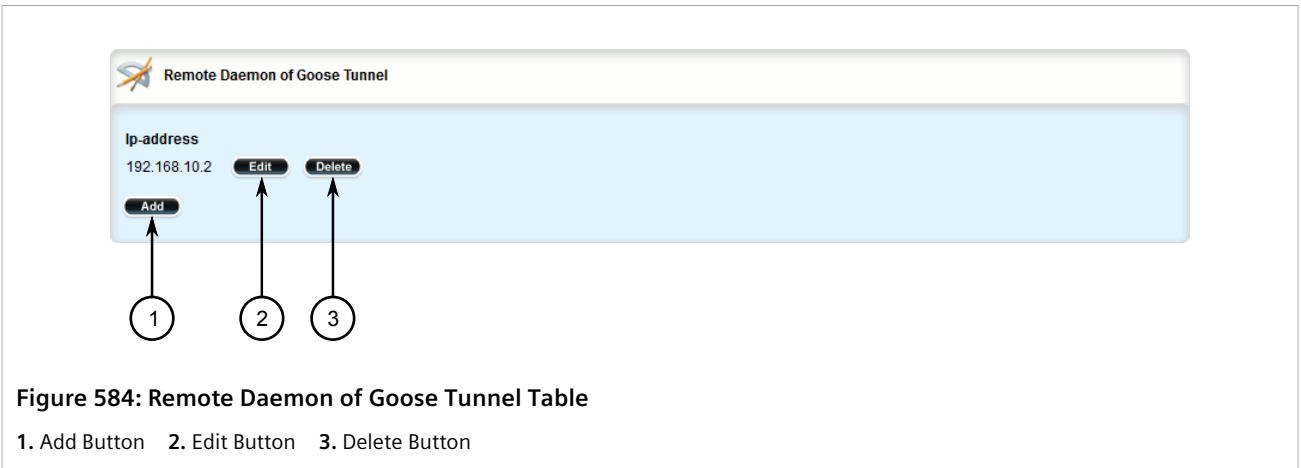 Remote Daemon of Goose Tunnel
Ip-address
192.168.10.2 Edit Delete
Add
1 2 3
Figure 584: Remote Daemon of Goose Tunnel Table
1. Add Button 2. Edit Button 3. Delete Button